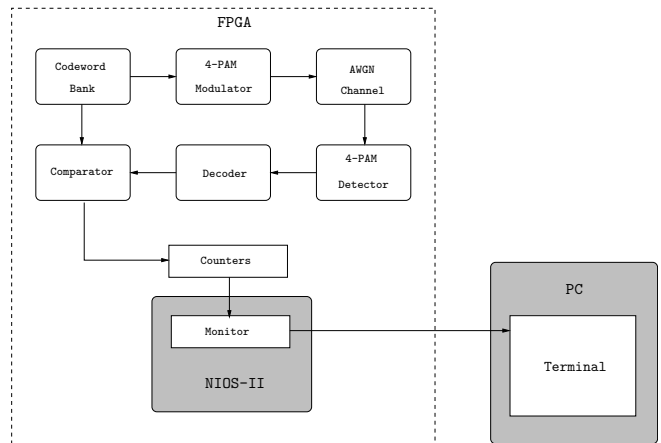 FPGA
Codeword
Bank
4-PAM
Modulator
AWGN
Channel
Comparator
Decoder
4-PAM
Detector
Counters
Monitor
NIOS-II
PC
Terminal